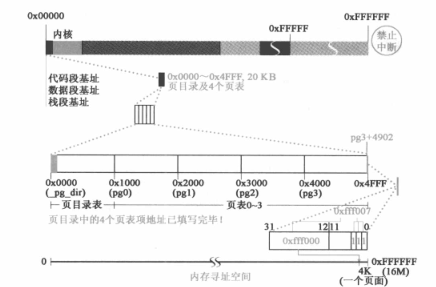 0x00000 0xFFFFF 0xFFFFFF
内核
禁止
中断
代码段基址
数据段基址
栈段基址
0x0000～0x4FFF, 20 KB
页目录及4个页表
pg3+4902
0x0000 0x1000 0x2000 0x3000 0x4000 0x4FFF
(_pg_dir) (pg0) (pg1) (pg2) (pg3)
页目录表 页表0~3
页目录中的4个页表项地址已填写完毕！
0xfff007
31 12 11 0
0xfff000 111
0 0xFFFFFF
内存寻址空间 4K (16M)
(一个页面)